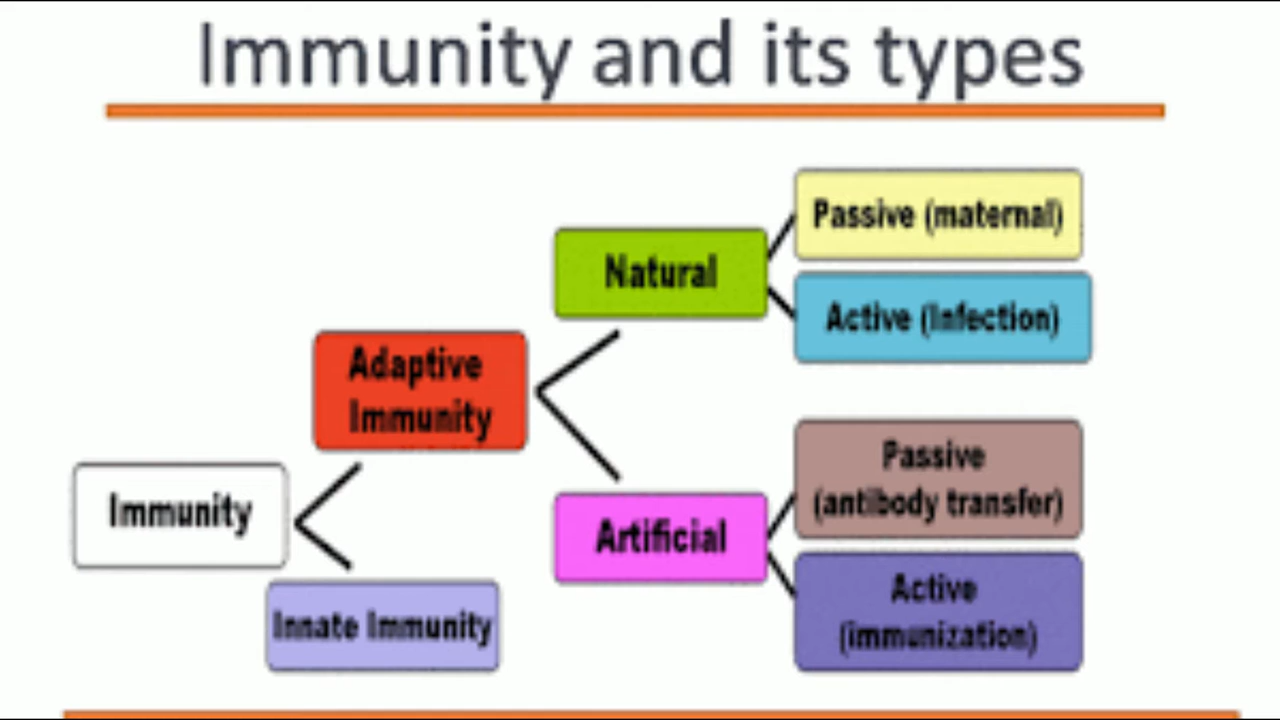 Immunity and its types
Passive (maternal)
Natural
Active (Infection)
Adaptive
Immunity
Passive
(antibody transfer)
Immunity
Artificial
Active
(immunization)
Innate Immunity